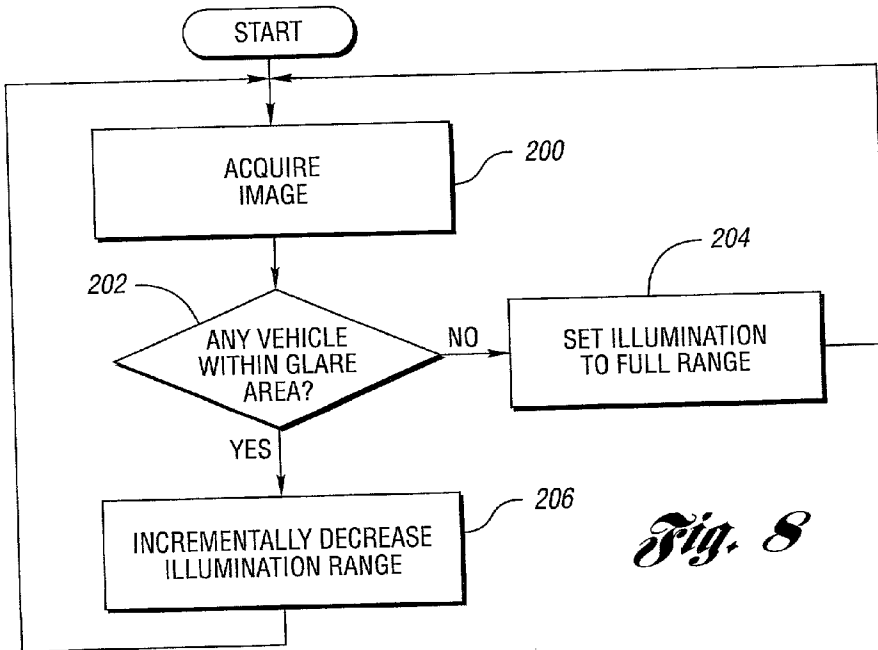 START
ACQUIRE
IMAGE
200
202
ANY VEHICLE
WITHIN GLARE
AREA?
NO
204
SET ILLUMINATION
TO FULL RANGE
YES
206
INCREMENTALLY DECREASE
ILLUMINATION RANGE
Fig. 8